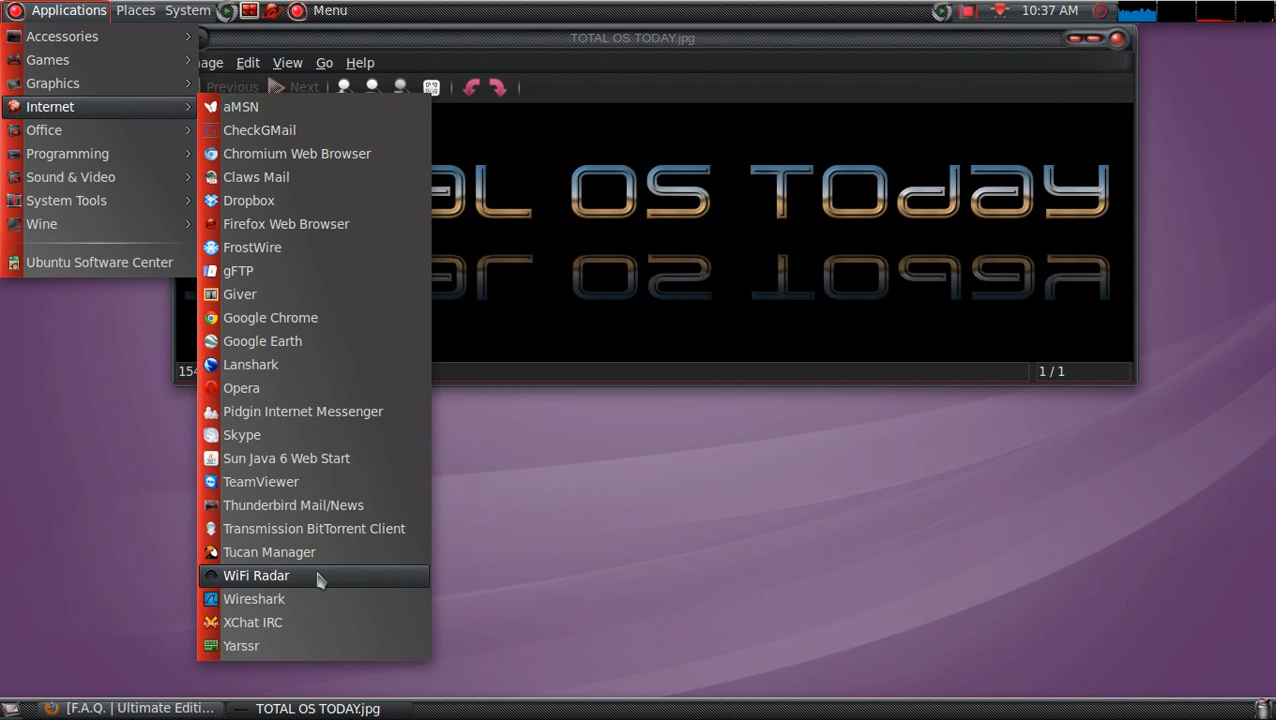 Applications Places System Menu 10:37 AM
TOTAL OS TODAY.jpg
Edit View Go Help
Previous Next
Accessories
Games
Graphics
Internet
Office
Programming
Sound & Video
System Tools
Wine
Ubuntu Software Center
aMSN
CheckGMail
Chromium Web Browser
Claws Mail
Dropbox
Firefox Web Browser
FrostWire
gFTP
Giver
Google Chrome
Google Earth
Lanshark
Opera
Pidgin Internet Messenger
Skype
Sun Java 6 Web Start
TeamViewer
Thunderbird Mail/News
Transmission BitTorrent Client
Tucan Manager
WiFi Radar
Wireshark
XChat IRC
Yarssr
OS TODAY
1 / 1
[F.A.Q. | Ultimate Editi... TOTAL OS TODAY.jpg